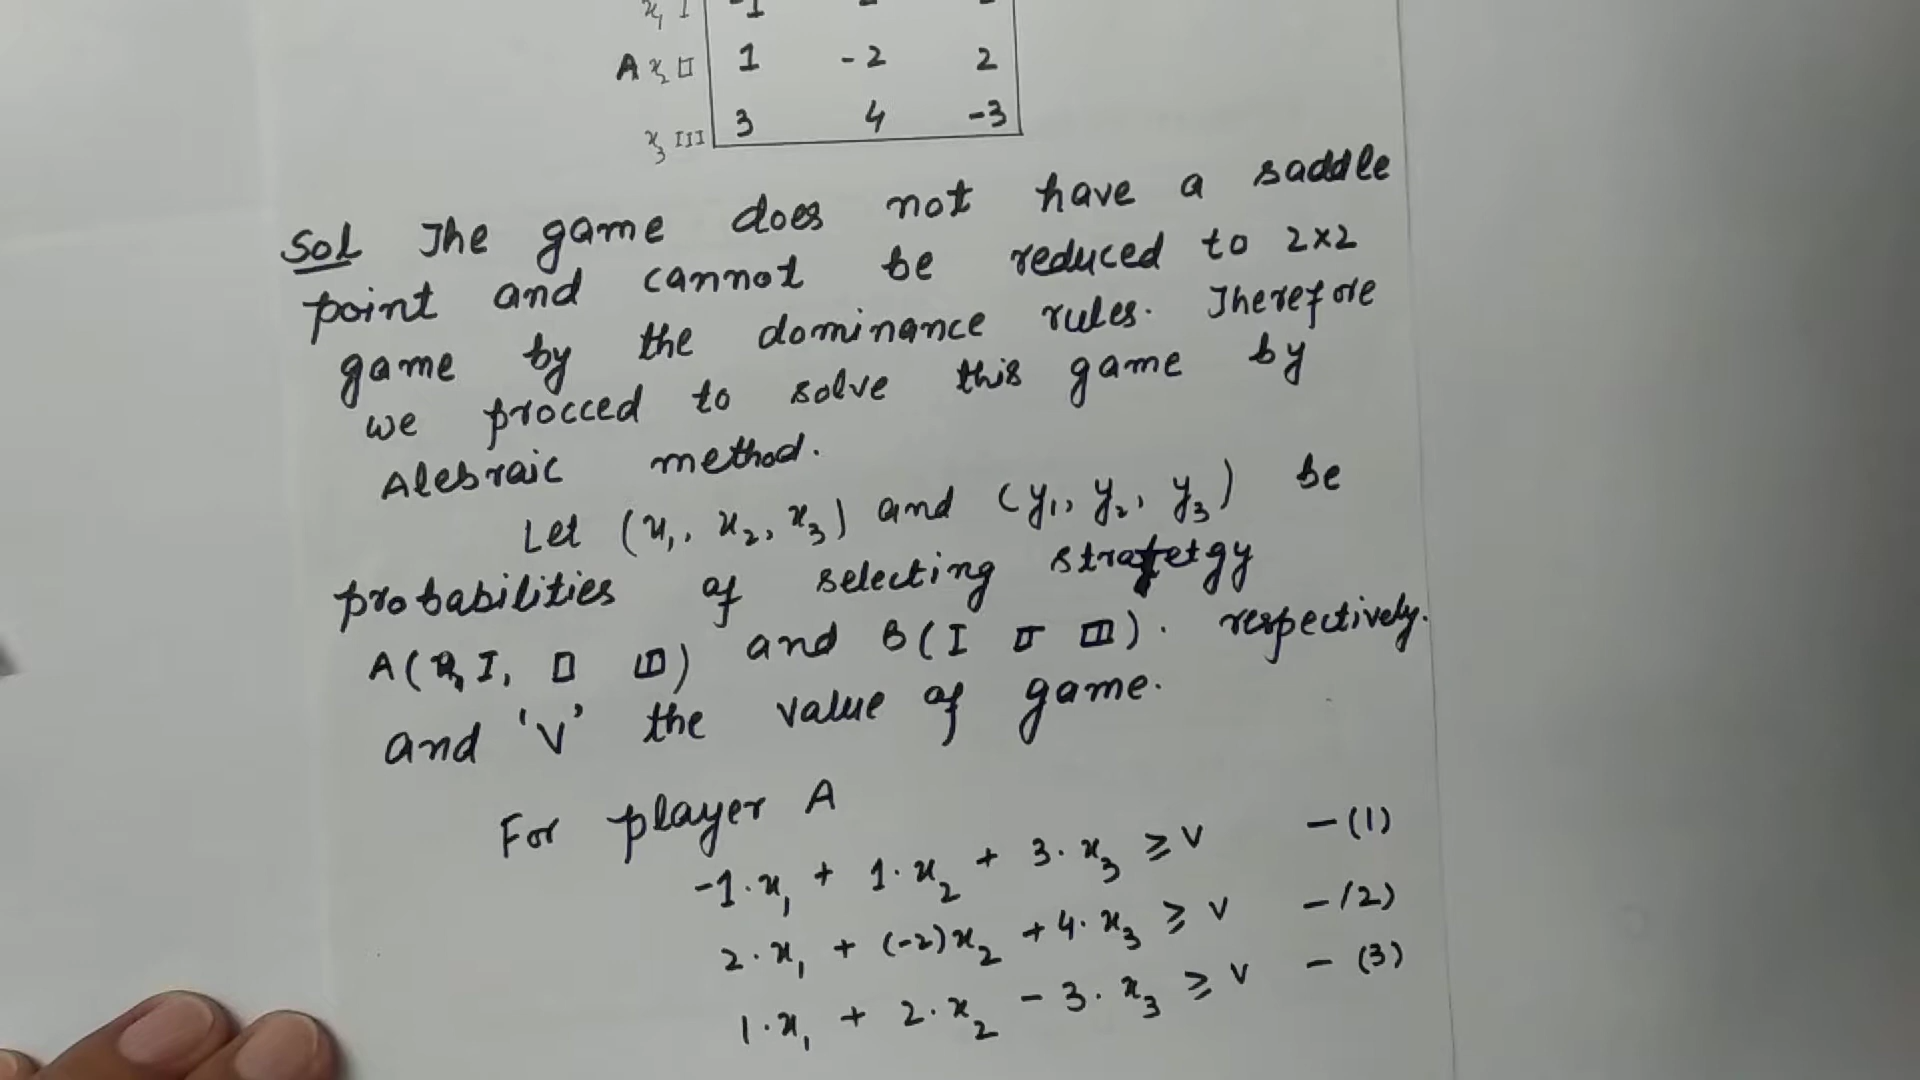 x₁ I -1
A x₂ II 1 -2 2
x₃ III 3 4 -3
Sol The game does not have a saddle
point and cannot be reduced to 2x2
game by the dominance rules. Therefore
we procced to solve this game by
Alebraic method.
Let (x₁, x₂, x₃) and (y₁, y₂, y₃) be
probabilities of selecting
A( I, II III) and B(I II III). respectively.
and 'V' the value of game.
For player A
-1·x₁ + 1·x₂ + 3·x₃ ≥ V -(1)
2·x₁ + (-2)x₂ + 4·x₃ ≥ V -(2)
1·x₁ + 2·x₂ - 3·x₃ ≥ V -(3)